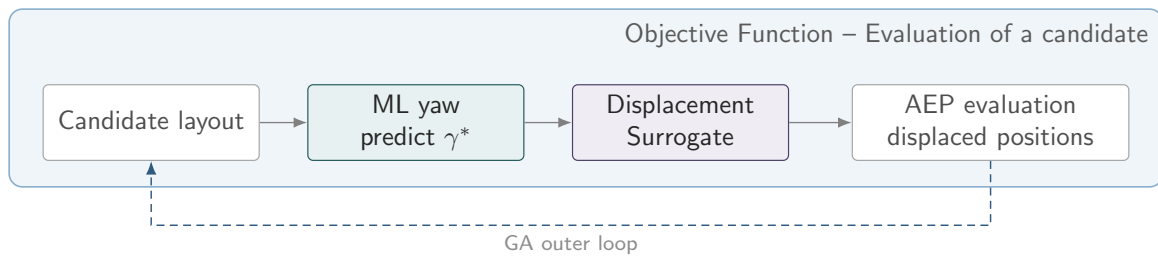 Objective Function – Evaluation of a candidate
Candidate layout
ML yaw
predict γ*
Displacement
Surrogate
AEP evaluation
displaced positions
GA outer loop